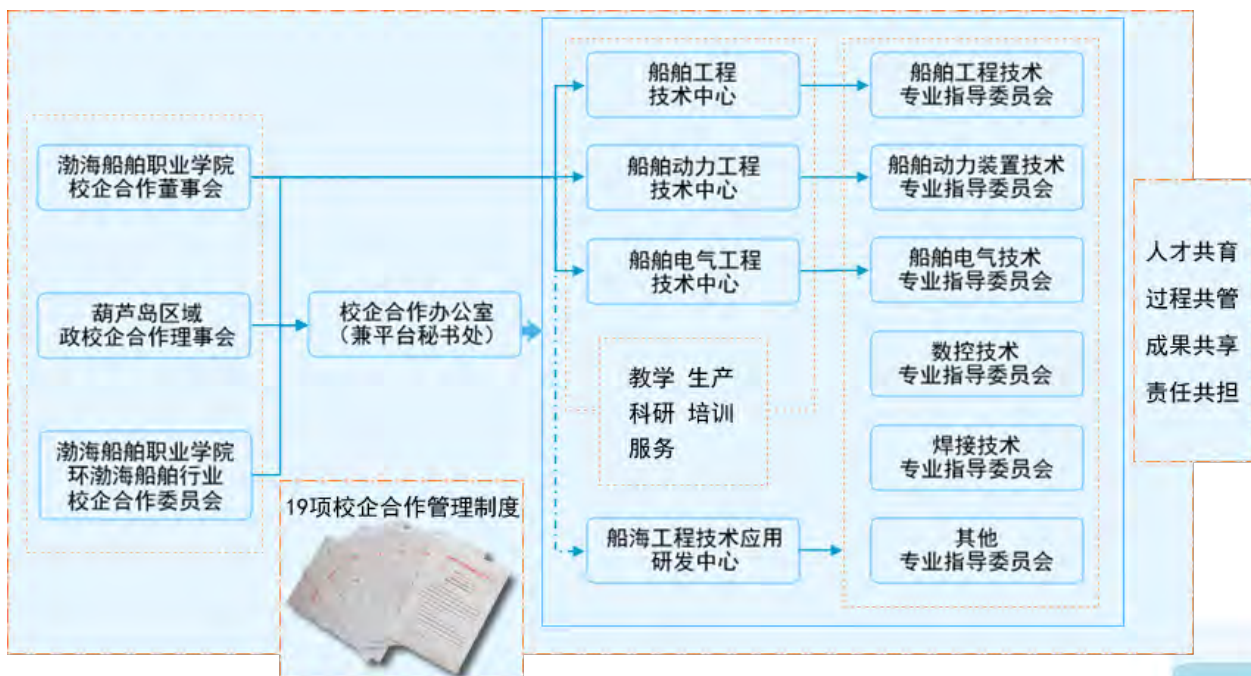 渤海船舶职业学院
校企合作董事会
葫芦岛区域
政校企合作理事会
渤海船舶职业学院
环渤海船舶行业
校企合作委员会
校企合作办公室
（兼平台秘书处）
19项校企合作管理制度
船舶工程
技术中心
船舶动力工程
技术中心
船舶电气工程
技术中心
教学 生产
科研 培训
服务
船海工程技术应用
研发中心
船舶工程技术
专业指导委员会
船舶动力装置技术
专业指导委员会
船舶电气技术
专业指导委员会
数控技术
专业指导委员会
焊接技术
专业指导委员会
其他
专业指导委员会
人才共育
过程共管
成果共享
责任共担